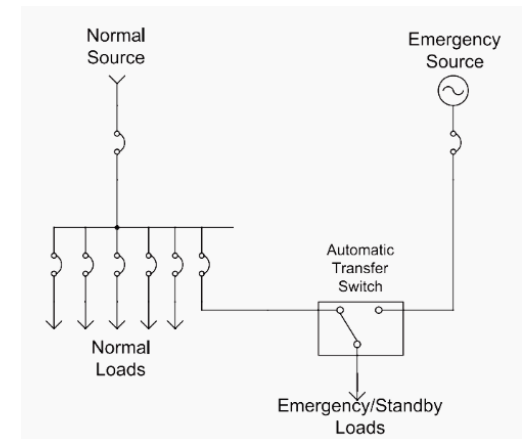 Normal
Source
Emergency
Source
Automatic
Transfer
Switch
Normal
Loads
Emergency/Standby
Loads